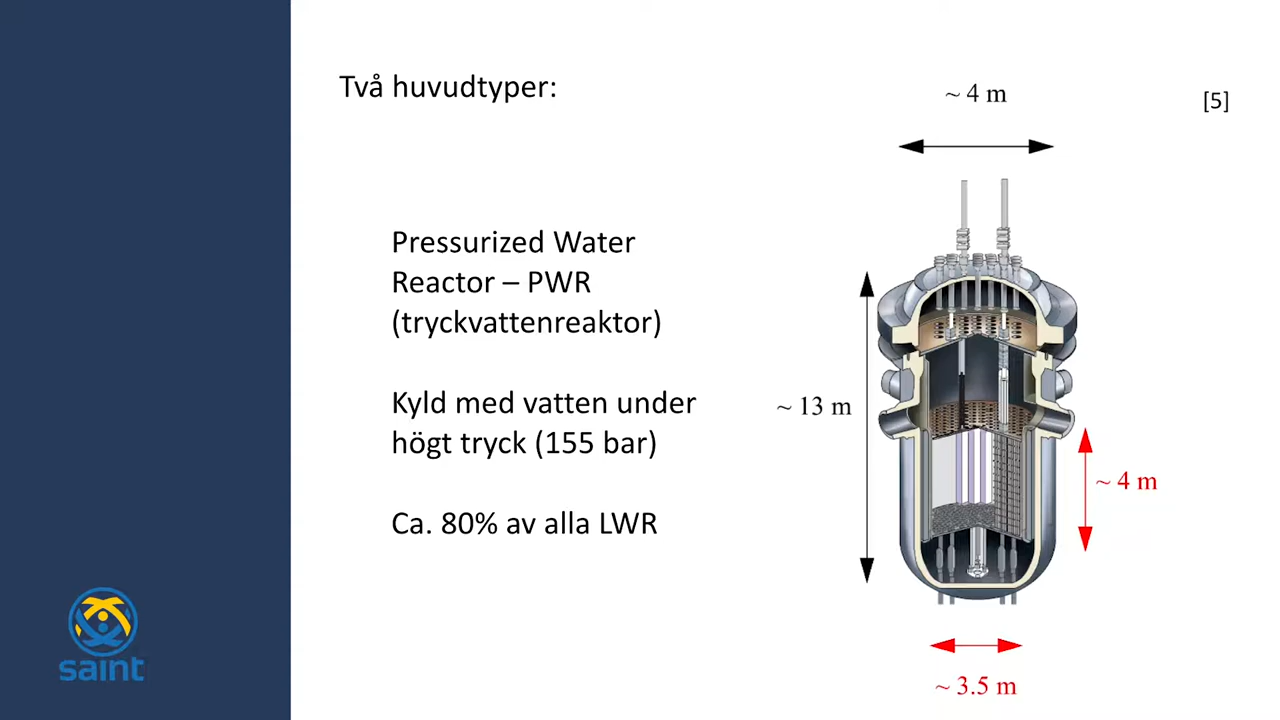 Två huvudtyper:
~ 4 m
[5]
Pressurized Water
Reactor – PWR
(tryckvattenreaktor)
Kyld med vatten under
högt tryck (155 bar)
Ca. 80% av alla LWR
~ 13 m
~ 4 m
~ 3.5 m
saint